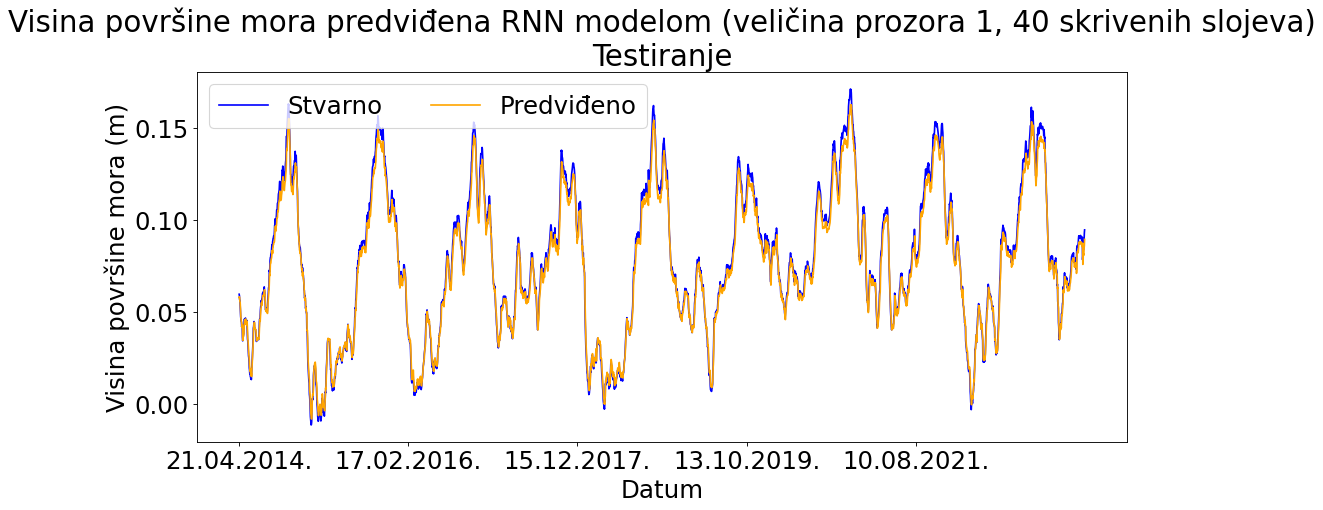 Visina površine mora predviđena RNN modelom (veličina prozora 1, 40 skrivenih slojeva)
Testiranje
Stvarno Predviđeno
Visina površine mora (m)
0.15
0.10
0.05
0.00
21.04.2014. 17.02.2016. 15.12.2017. 13.10.2019. 10.08.2021.
Datum